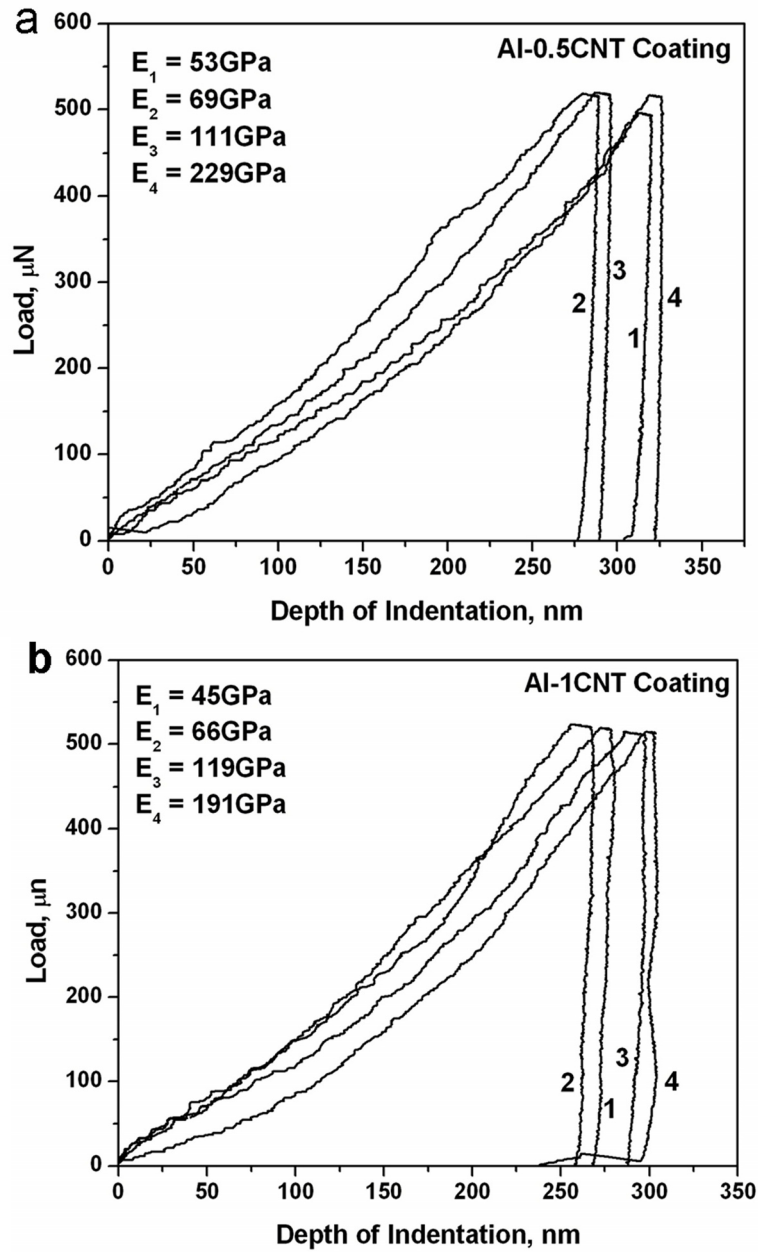 a
Al-0.5CNT Coating
E1 = 53GPa
E2 = 69GPa
E3 = 111GPa
E4 = 229GPa
600
500
400
300
200
100
0
Load, μN
2
3
1
4
0 50 100 150 200 250 300 350
Depth of Indentation, nm
b
Al-1CNT Coating
E1 = 45GPa
E2 = 66GPa
E3 = 119GPa
E4 = 191GPa
600
500
400
300
200
100
0
Load, μn
2
1
3
4
0 50 100 150 200 250 300 350
Depth of Indentation, nm